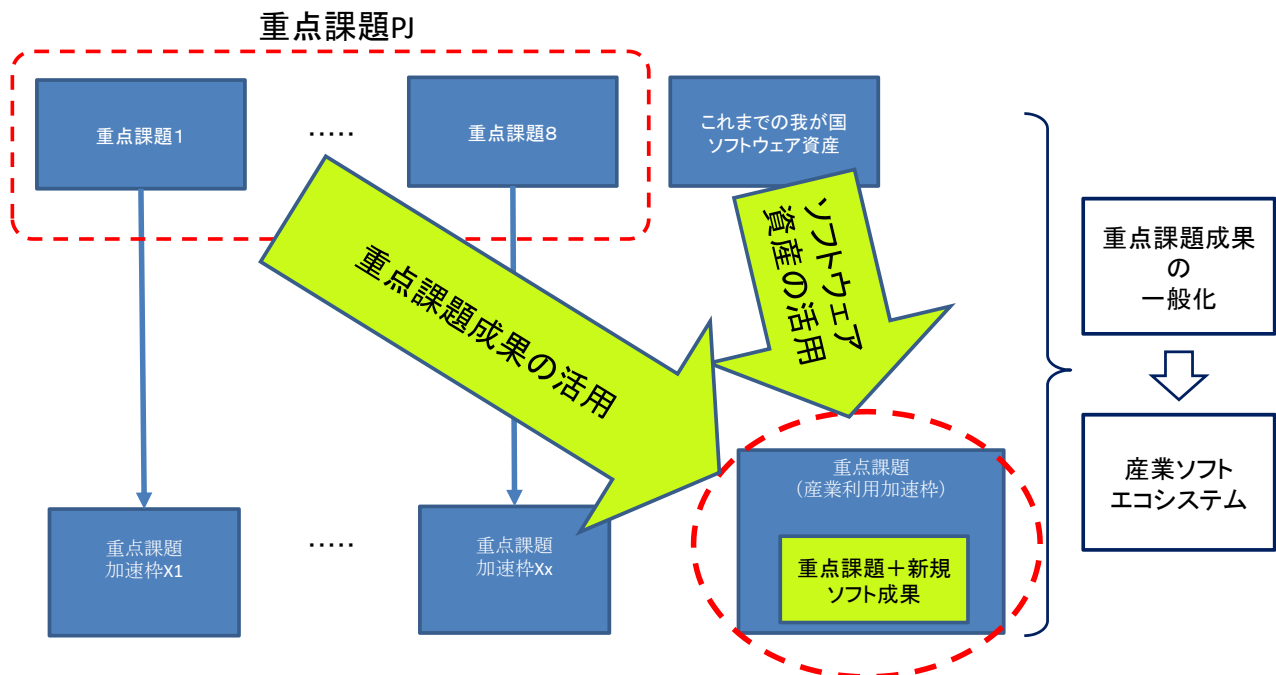 重点課題PJ
重点課題1
.....
重点課題8
これまでの我が国
ソフトウェア資産
重点課題成果の活用
ソフトウェア
資産の活用
重点課題成果
の
一般化
産業ソフト
エコシステム
重点課題
加速枠X1
.....
重点課題
加速枠Xx
重点課題
（産業利用加速枠）
重点課題＋新規
ソフト成果